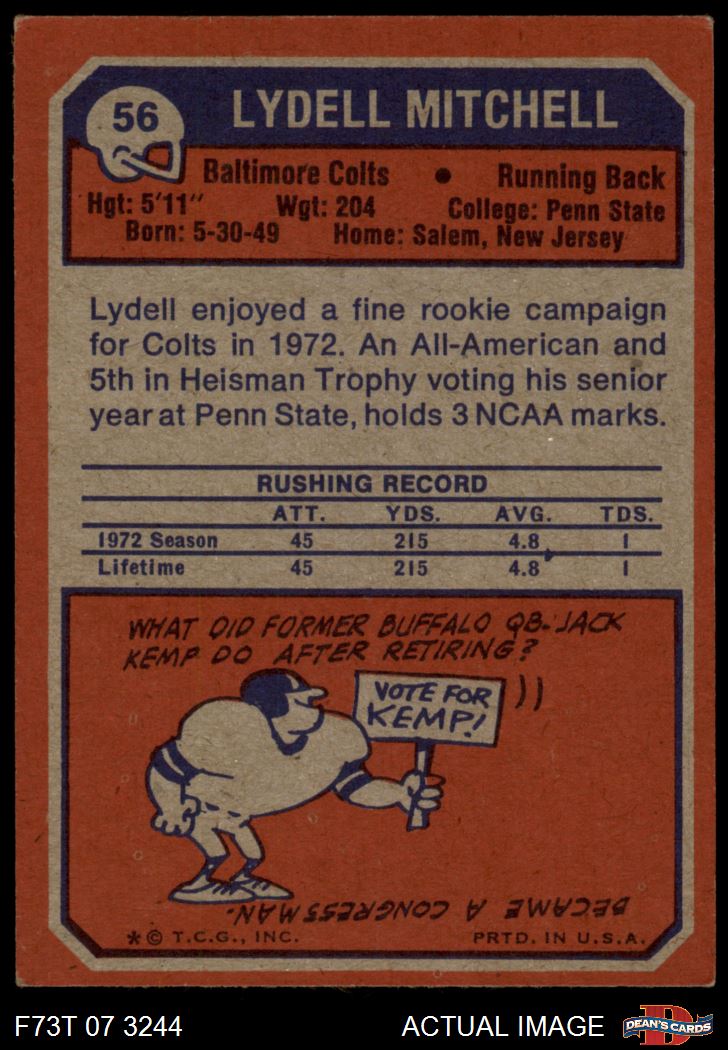 56
LYDELL MITCHELL
Baltimore Colts • Running Back
Hgt: 5'11" Wgt: 204 College: Penn State
Born: 5-30-49 Home: Salem, New Jersey
Lydell enjoyed a fine rookie campaign
for Colts in 1972. An All-American and
5th in Heisman Trophy voting his senior
year at Penn State, holds 3 NCAA marks.
RUSHING RECORD
ATT. YDS. AVG. TDS.
1972 Season 45 215 4.8 1
Lifetime 45 215 4.8 1
WHAT DID FORMER BUFFALO QB-JACK
KEMP DO AFTER RETIRING?
VOTE FOR
KEMP!
BECAME A CONGRESSMAN.
*© T.C.G., INC. PRTD. IN U.S.A.
F73T 07 3244 ACTUAL IMAGE
D
DEAN'S CARDS